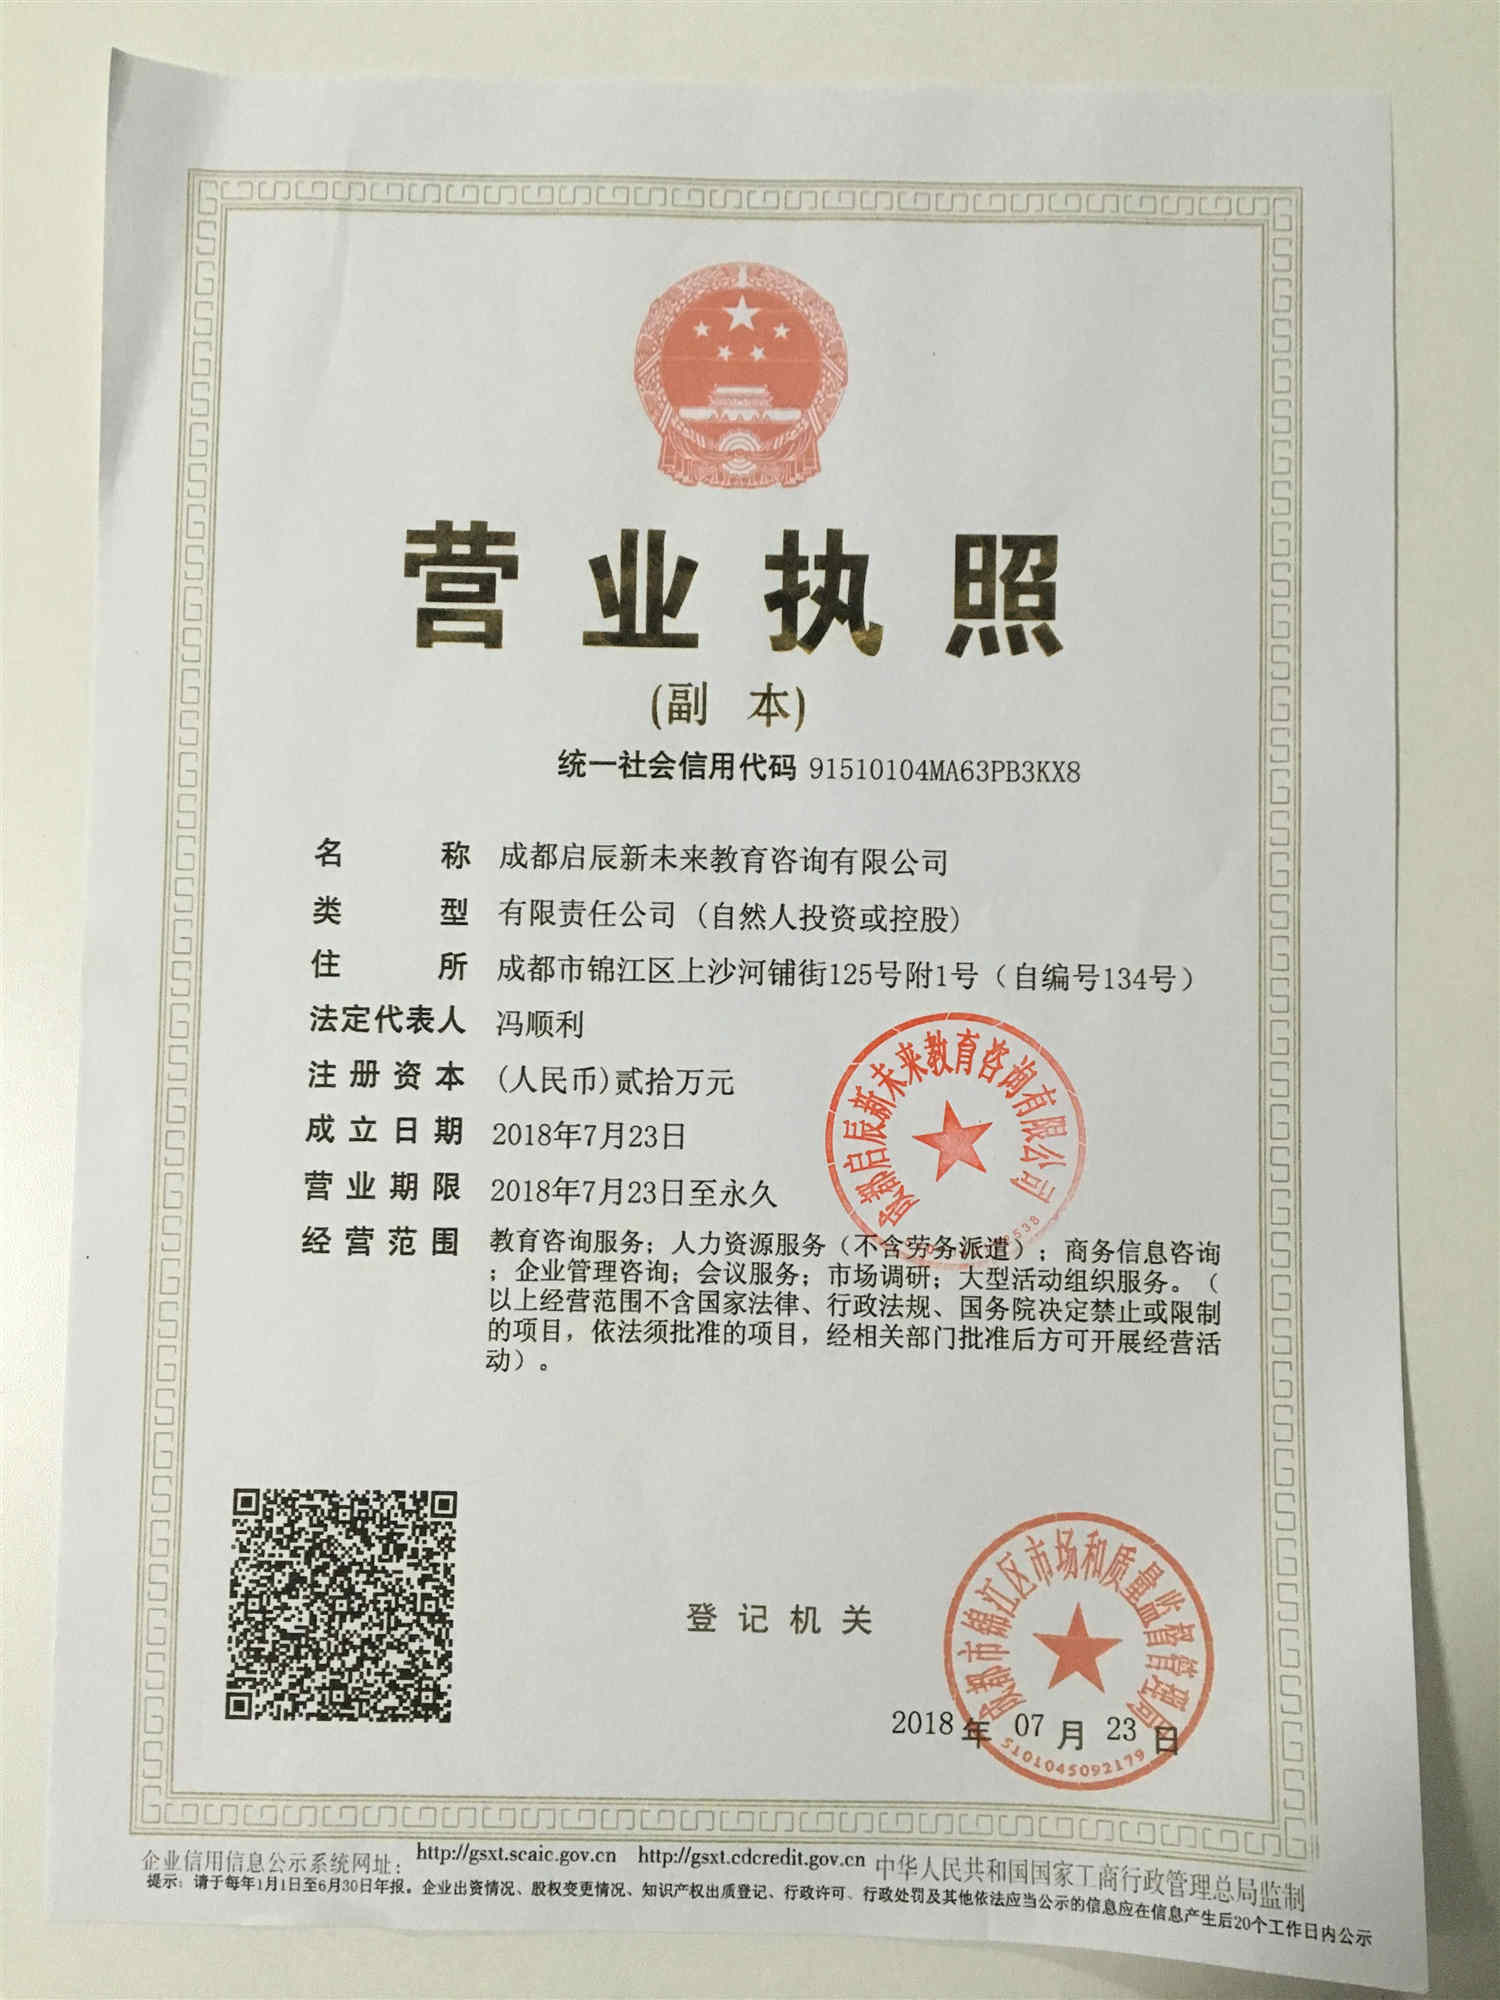 营业执照
(副 本)
统一社会信用代码 91510104MA63PB3KX8
名 称 成都启辰新未来教育咨询有限公司
类 型 有限责任公司 (自然人投资或控股)
住 所 成都市锦江区上沙河铺街125号附1号（自编号134号）
法定代表人 冯顺利
注册资本 (人民币)贰拾万元
成立日期 2018年7月23日
营业期限 2018年7月23日至永久
经营范围 教育咨询服务；人力资源服务（不含劳务派遣）；商务信息咨询
；企业管理咨询；会议服务；市场调研；大型活动组织服务。（
以上经营范围不含国家法律、行政法规、国务院决定禁止或限制
的项目，依法须批准的项目，经相关部门批准后方可开展经营活
动）。
成都启辰新未来教育咨询有限公司
登记机关
成都市锦江区市场和质量监督管理局
2018 年 07 月 23 日
5101045092179
企业信用信息公示系统网址： http://gsxt.scaic.gov.cn http://gsxt.cdcredit.gov.cn 中华人民共和国国家工商行政管理总局监制
提示：请于每年1月1日至6月30日年报。企业出资情况、股权变更情况、知识产权出质登记、行政许可、行政处罚及其他依法应当公示的信息应在信息产生后20个工作日内公示